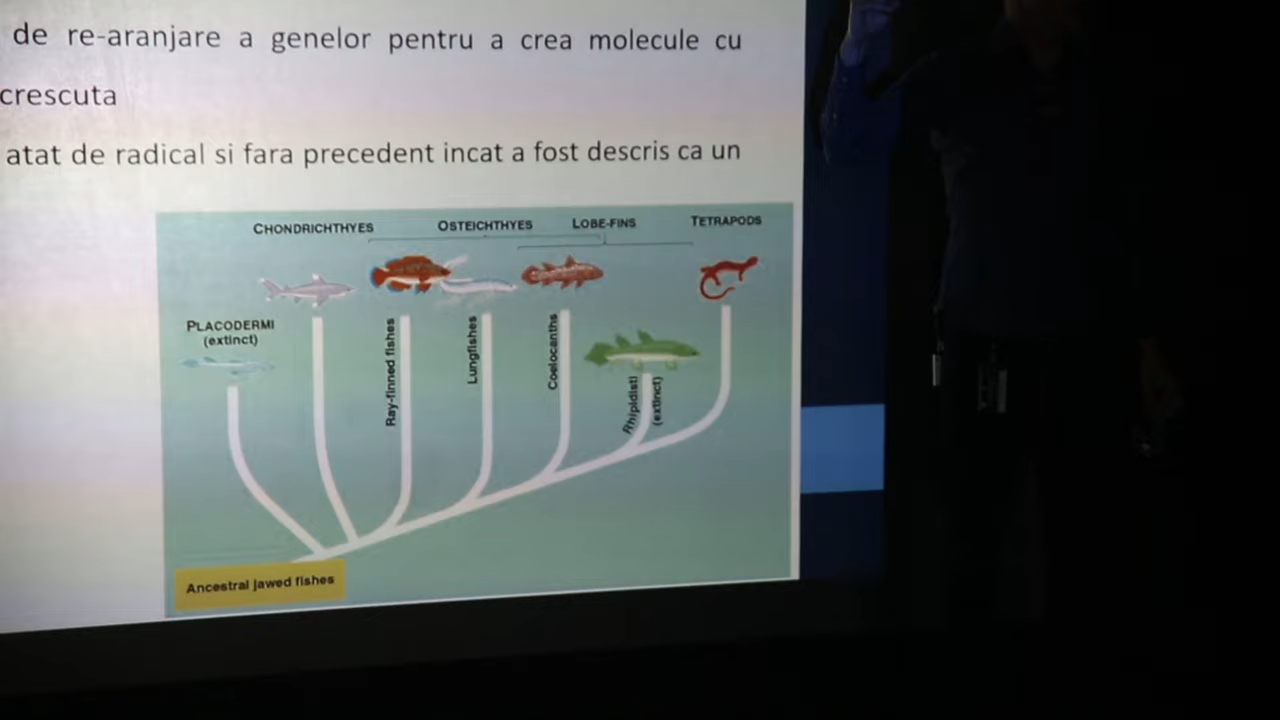 de re-aranjare a genelor pentru a crea molecule cu
crescuta
atat de radical si fara precedent incat a fost descris ca un
CHONDRICHTHYES
OSTEICHTHYES
LOBE-FINS
TETRAPODS
PLACODERMI
(extinct)
Ray-finned fishes
Lungfishes
Coelocanths
Rhipidisti
(extinct)
Ancestral jawed fishes